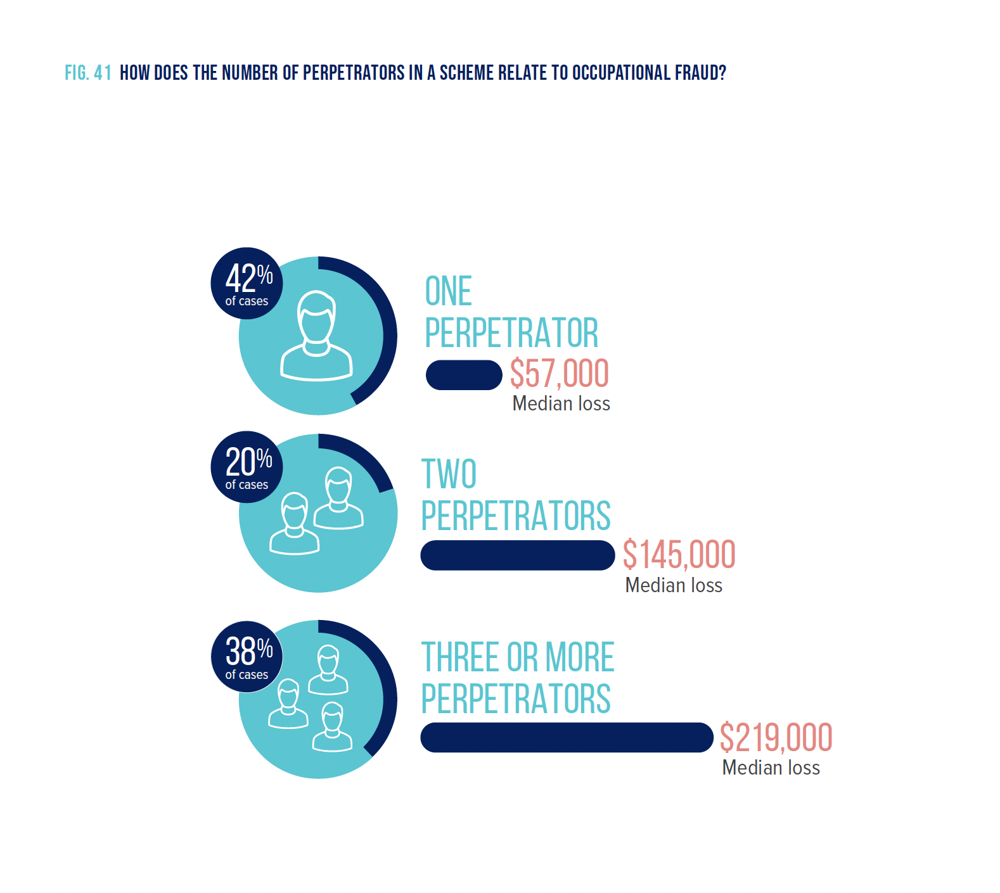 FIG. 41 HOW DOES THE NUMBER OF PERPETRATORS IN A SCHEME RELATE TO OCCUPATIONAL FRAUD?
42%
of cases
ONE
PERPETRATOR
$57,000
Median loss
20%
of cases
TWO
PERPETRATORS
$145,000
Median loss
38%
of cases
THREE OR MORE
PERPETRATORS
$219,000
Median loss